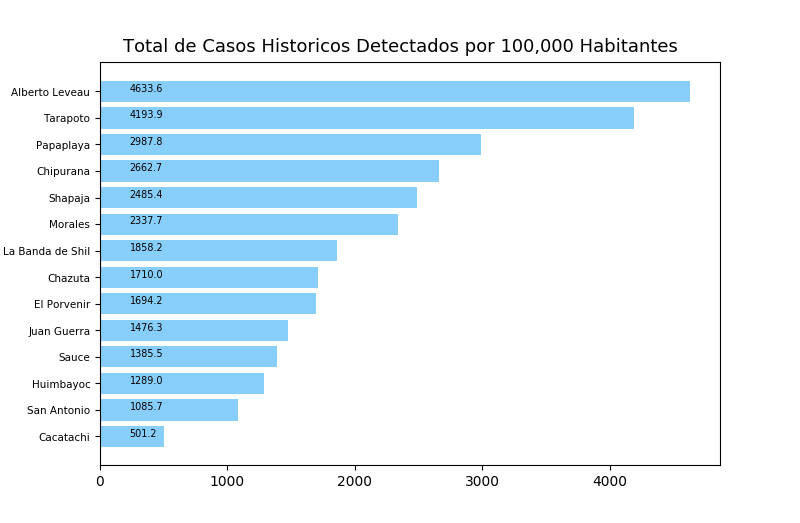 Total de Casos Historicos Detectados por 100,000 Habitantes
Alberto Leveau 4633.6
Tarapoto 4193.9
Papaplaya 2987.8
Chipurana 2662.7
Shapaja 2485.4
Morales 2337.7
La Banda de Shil 1858.2
Chazuta 1710.0
El Porvenir 1694.2
Juan Guerra 1476.3
Sauce 1385.5
Huimbayoc 1289.0
San Antonio 1085.7
Cacatachi 501.2
0 1000 2000 3000 4000